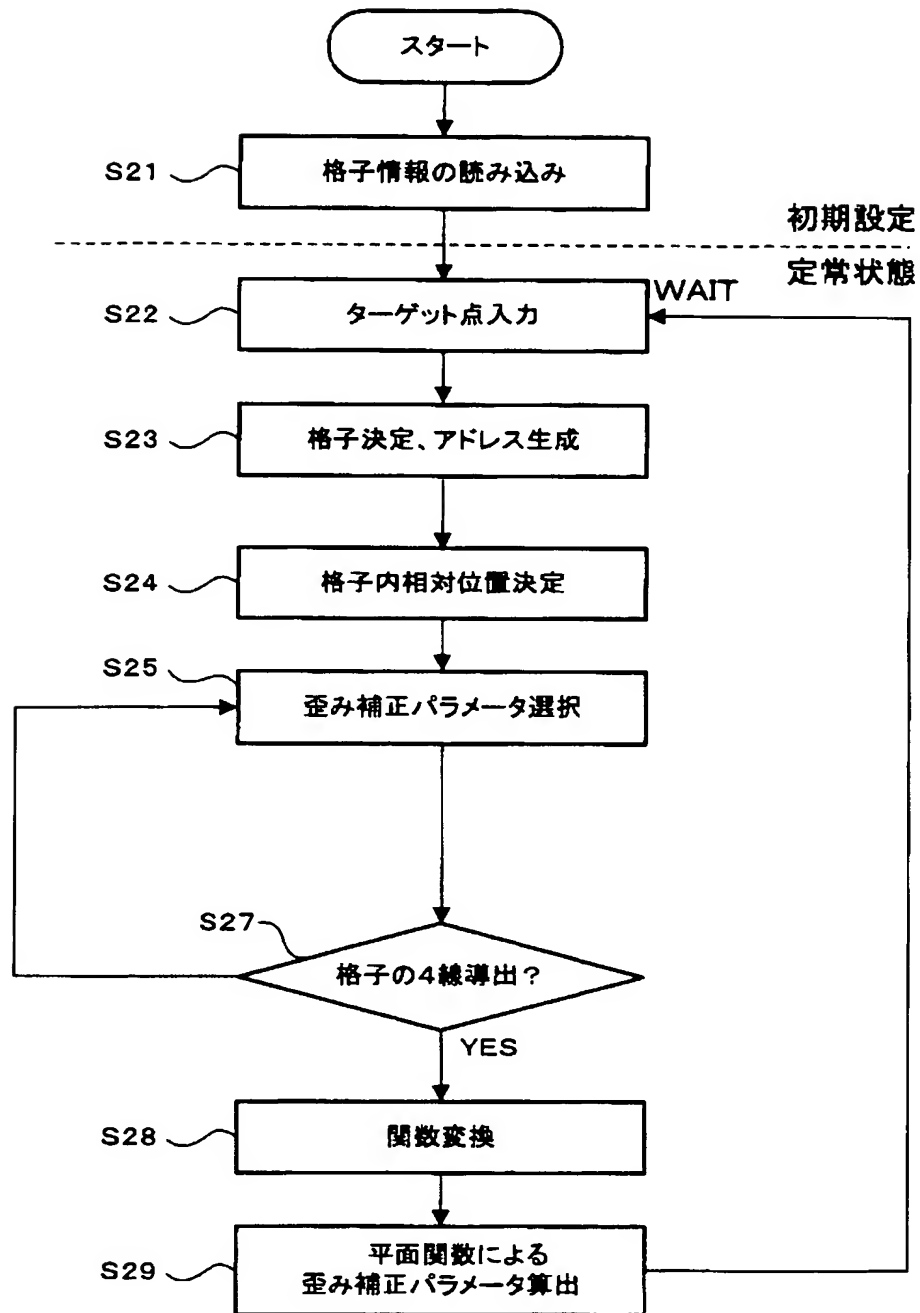 スタート
S21
格子情報の読み込み
初期設定
定常状態
WAIT
S22
ターゲット点入力
S23
格子決定、アドレス生成
S24
格子内相対位置決定
S25
歪み補正パラメータ選択
S27
格子の4線導出?
YES
S28
関数変換
S29
平面関数による
歪み補正パラメータ算出